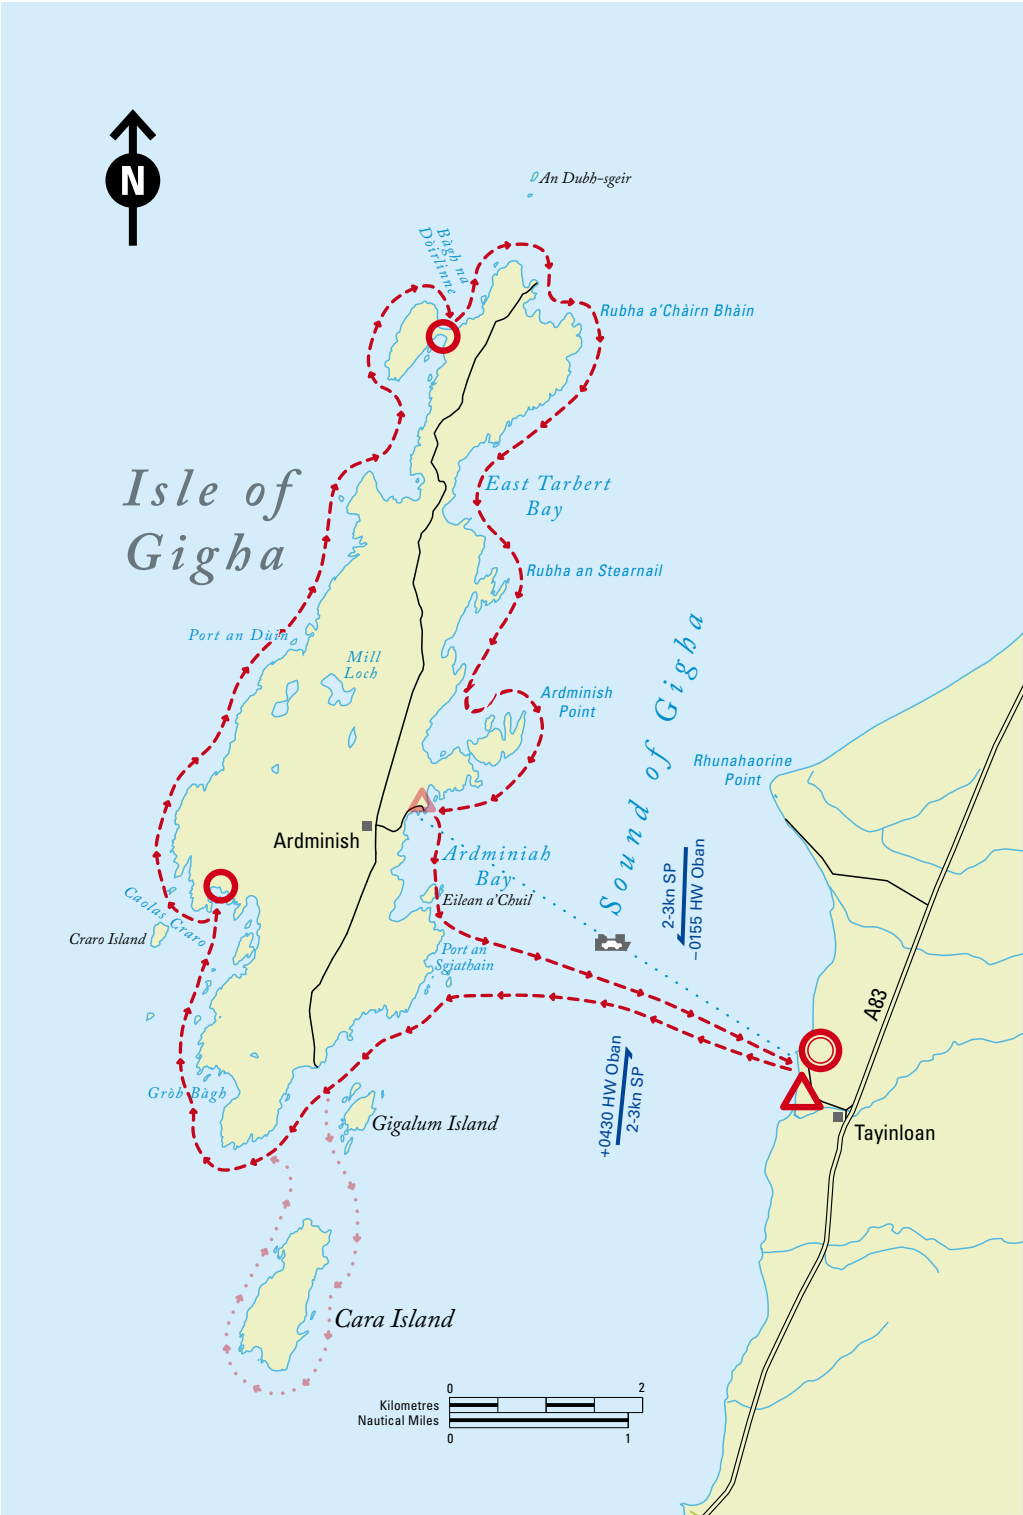 N
An Dubh-sgeir
Bàgh na
Dòirlinne
Rubha a'Chàirn Bhàin
Isle of
Gigha
East Tarbert
Bay
Rubha an Stearnail
Port an Dùin
Mill
Loch
Ardminish
Point
Sound of Gigha
Rhunahaorine
Point
Ardminish
Ardminiah
Bay
Eilean a'Chuil
2-3kn SP
–0155 HW Oban
Caolas Craro
Craro Island
Port an
Sgiathain
A83
+0430 HW Oban
2-3kn SP
Gròb Bàgh
Gigalum Island
Tayinloan
Cara Island
0 2
Kilometres
Nautical Miles
0 1